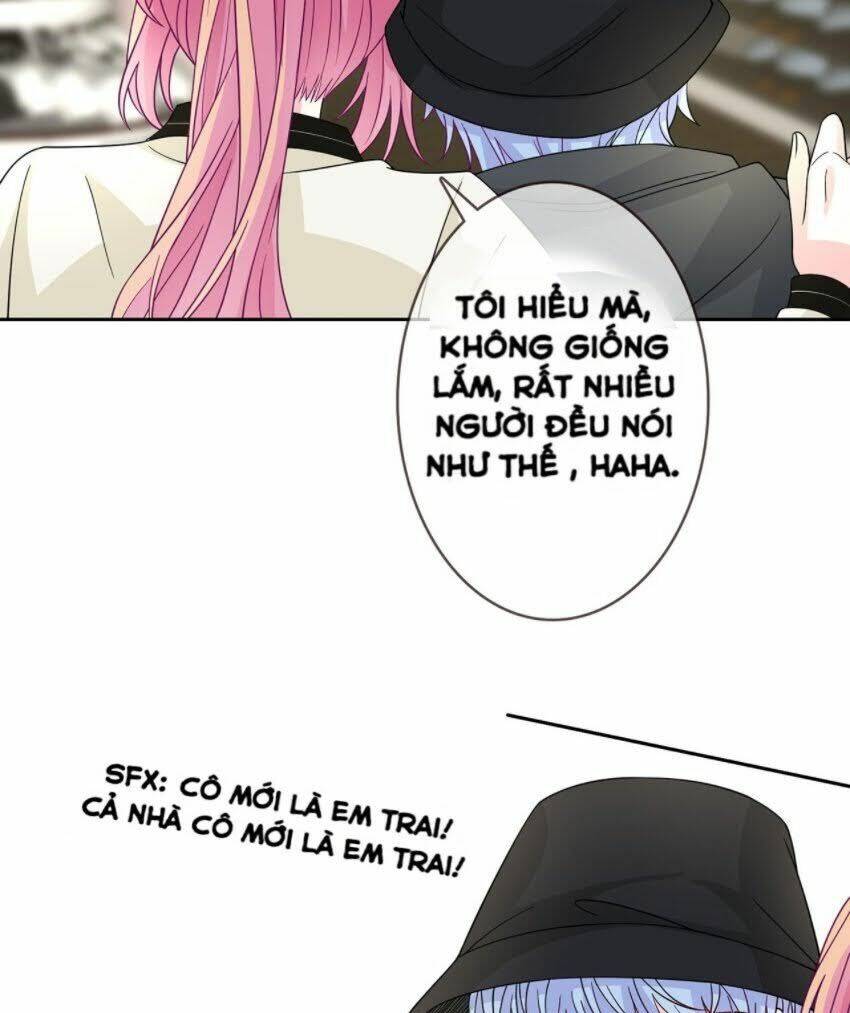 TÔI HIỂU MÀ,
KHÔNG GIỐNG
LẮM, RẤT NHIỀU
NGƯỜI ĐỀU NÓI
NHƯ THẾ , HAHA.
SFX: CÔ MỚI LÀ EM TRAI!
CẢ NHÀ CÔ MỚI LÀ EM TRAI!